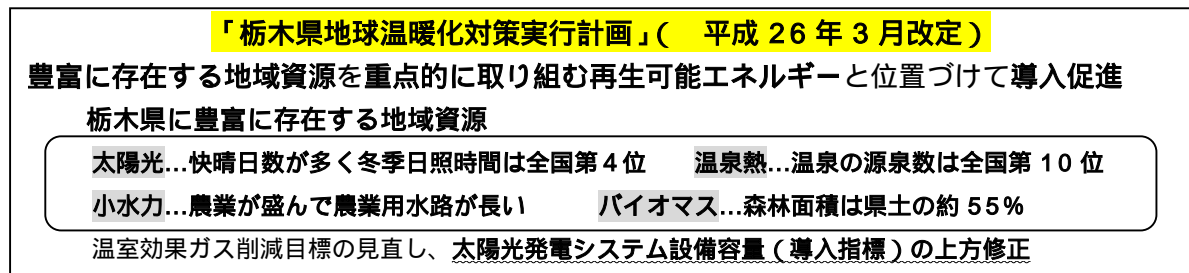 「栃木県地球温暖化対策実行計画」( 平成26年3月改定)
豊富に存在する地域資源を重点的に取り組む再生可能エネルギーと位置づけて導入促進
栃木県に豊富に存在する地域資源
太陽光…快晴日数が多く冬季日照時間は全国第4位 温泉熱…温泉の源泉数は全国第10位
小水力…農業が盛んで農業用水路が長い バイオマス…森林面積は県土の約55%
温室効果ガス削減目標の見直し、太陽光発電システム設備容量(導入指標)の上方修正